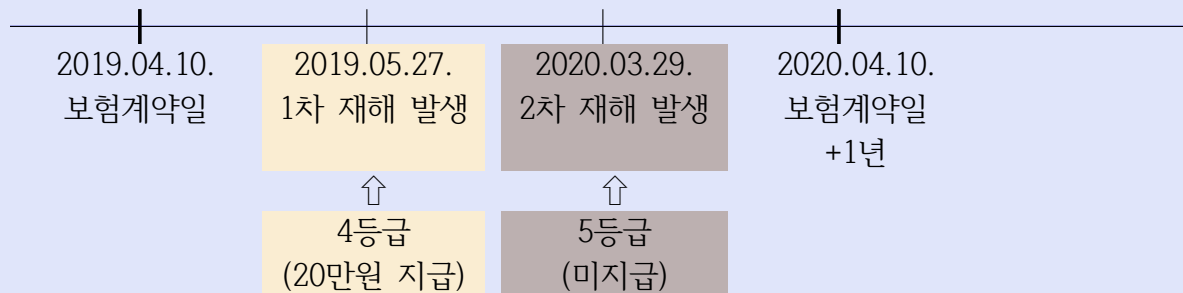 2019.04.10.
보험계약일
2019.05.27.
1차 재해 발생
2020.03.29.
2차 재해 발생
2020.04.10.
보험계약일
+1년
⇧
⇧
4등급
(20만원 지급)
5등급
(미지급)